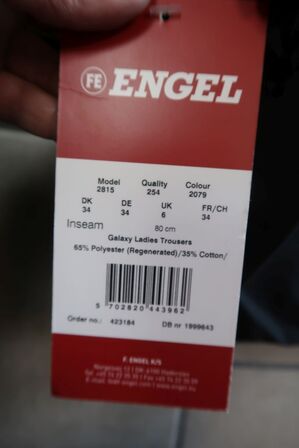 FE ENGEL
Model Quality Colour
2815 254 2079
DK DE UK FR/CH
34 34 6 34
Inseam 80 cm
Galaxy Ladies Trousers
65% Polyester (Regenerated)/35% Cotton/
5 702820 443962
Order no.: 423184 DB nr 1899643
F. ENGEL K/S